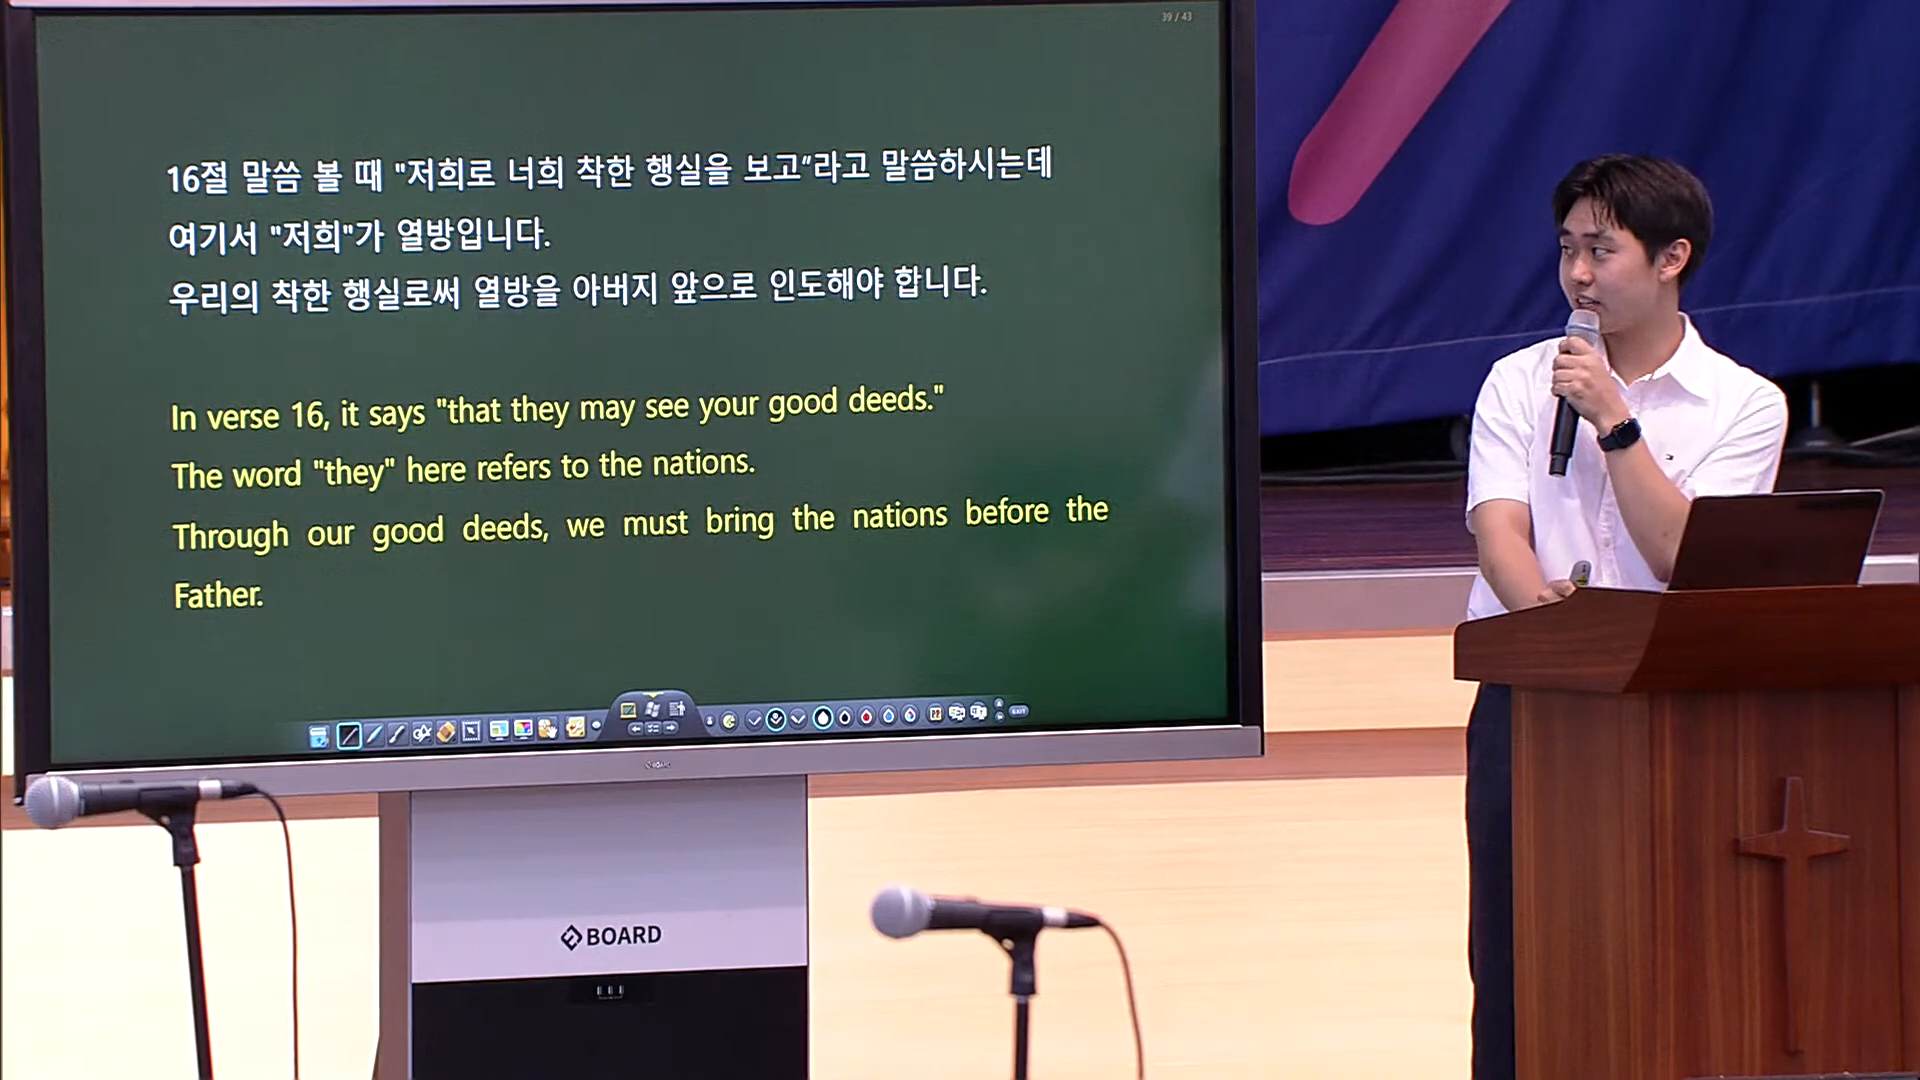 39 / 43
16절 말씀 볼 때 "저희로 너희 착한 행실을 보고"라고 말씀하시는데
여기서 "저희"가 열방입니다.
우리의 착한 행실로써 열방을 아버지 앞으로 인도해야 합니다.
In verse 16, it says "that they may see your good deeds."
The word "they" here refers to the nations.
Through our good deeds, we must bring the nations before the
Father.
EXIT
BOARD